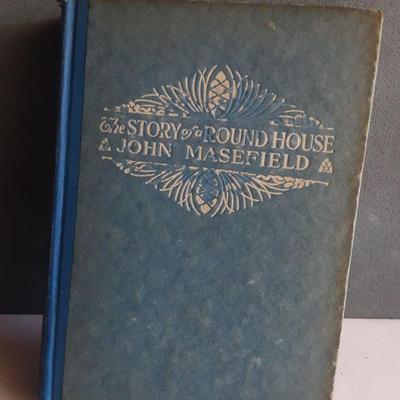 The STORY of a ROUND HOUSE
JOHN MASEFIELD